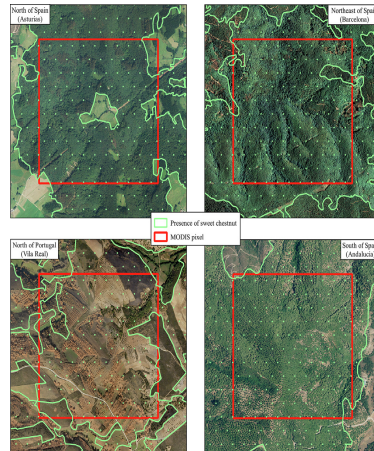 North of Spain
(Asturias)
Northeast of Spai
(Barcelona)
Presence of sweet chestnut
MODIS pixel
North of Portugal
(Vila Real)
South of Spa
(Andalucia)